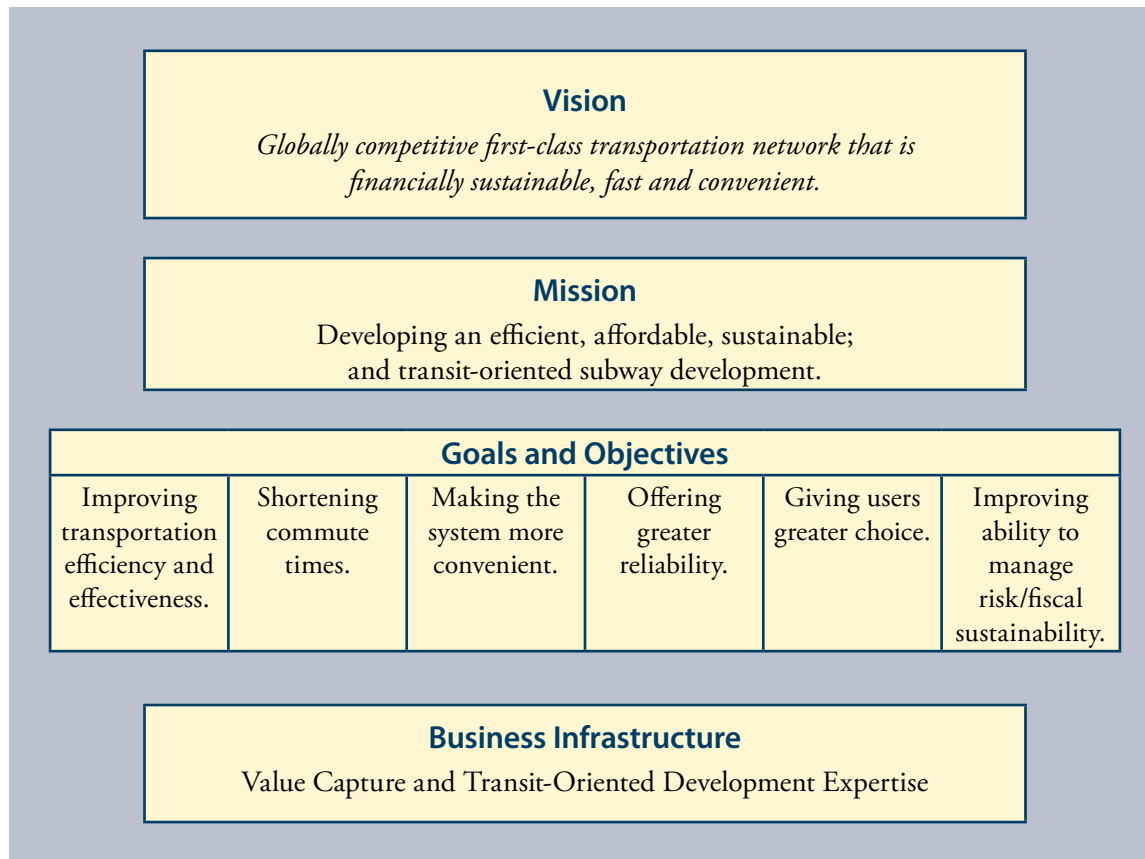 Vision
Globally competitive first-class transportation network that is
financially sustainable, fast and convenient.
Mission
Developing an efficient, affordable, sustainable;
and transit-oriented subway development.
Goals and Objectives
Improving
transportation
efficiency and
effectiveness.
Shortening
commute
times.
Making the
system more
convenient.
Offering
greater
reliability.
Giving users
greater choice.
Improving
ability to
manage
risk/fiscal
sustainability.
Business Infrastructure
Value Capture and Transit-Oriented Development Expertise